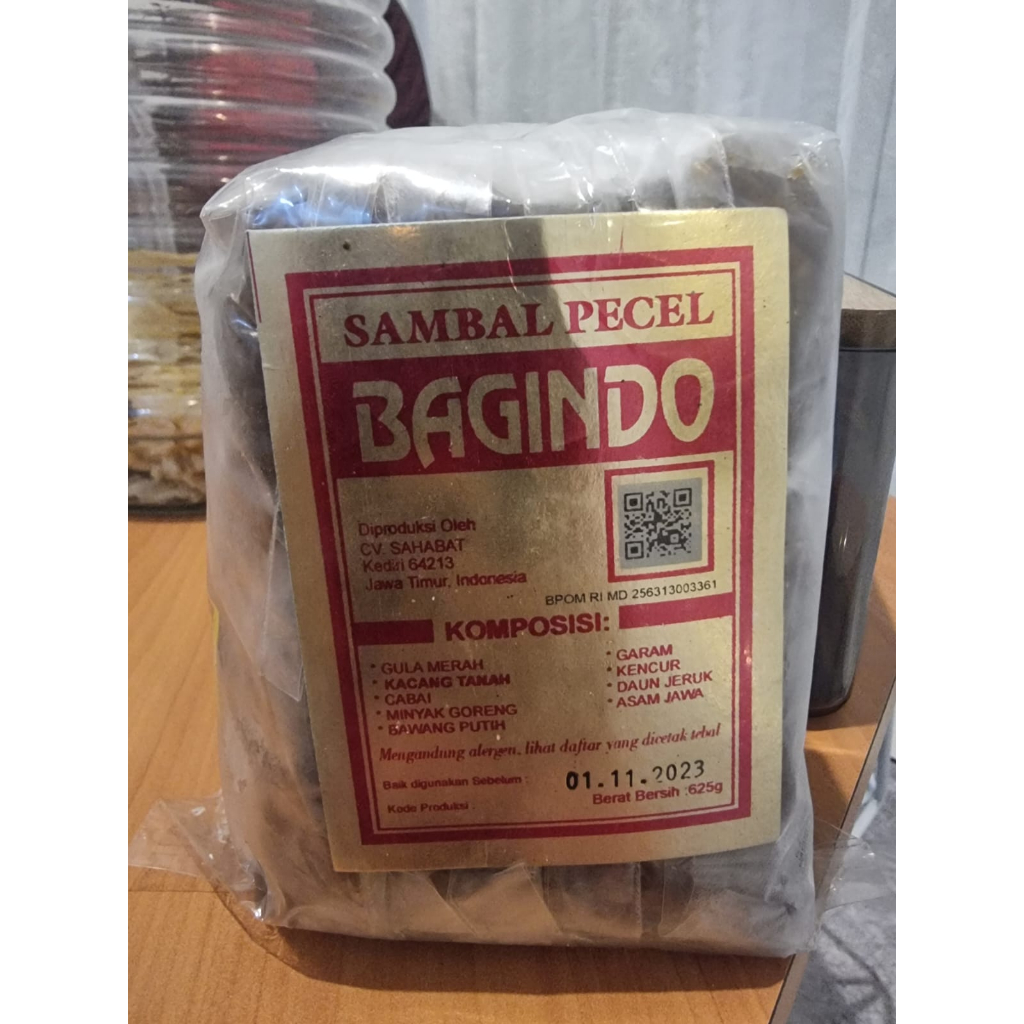 SAMBAL PECEL
BAGINDO
Diproduksi Oleh
CV. SAHABAT
Kediri 64213
Jawa Timur, Indonesia
BPOM RI MD 256313003361
KOMPOSISI:
* GULA MERAH
* KACANG TANAH
* CABAI
* MINYAK GORENG
* BAWANG PUTIH
* GARAM
* KENCUR
* DAUN JERUK
* ASAM JAWA
Mengandung alergen, lihat daftar yang dicetak tebal
Baik digunakan Sebelum : 01.11.2023
Berat Bersih :625g
Kode Produksi :